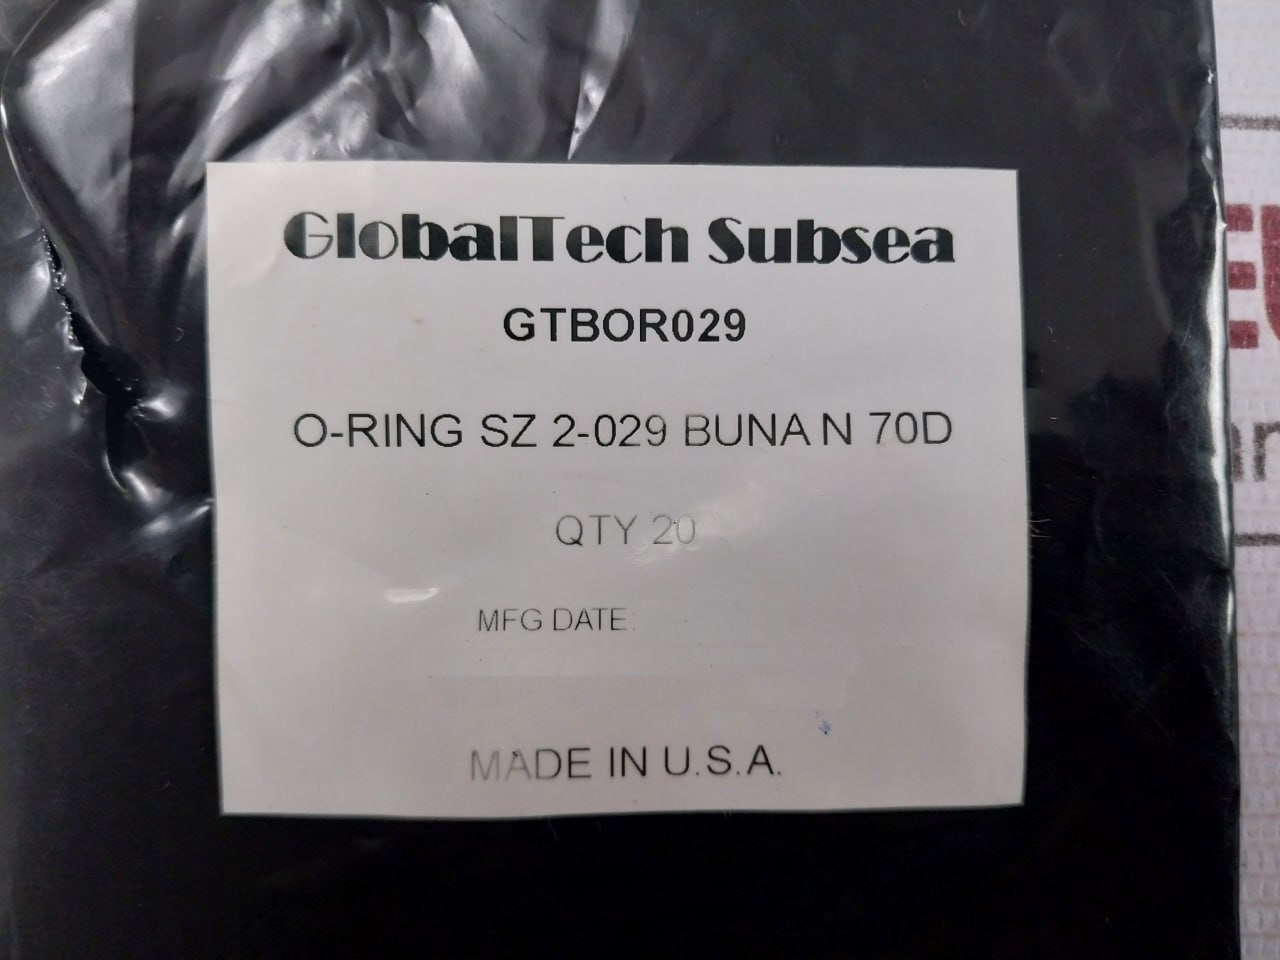 GlobalTech Subsea
GTBOR029
O-RING SZ 2-029 BUNA N 70D
QTY 20
MFG DATE:
MADE IN U.S.A.